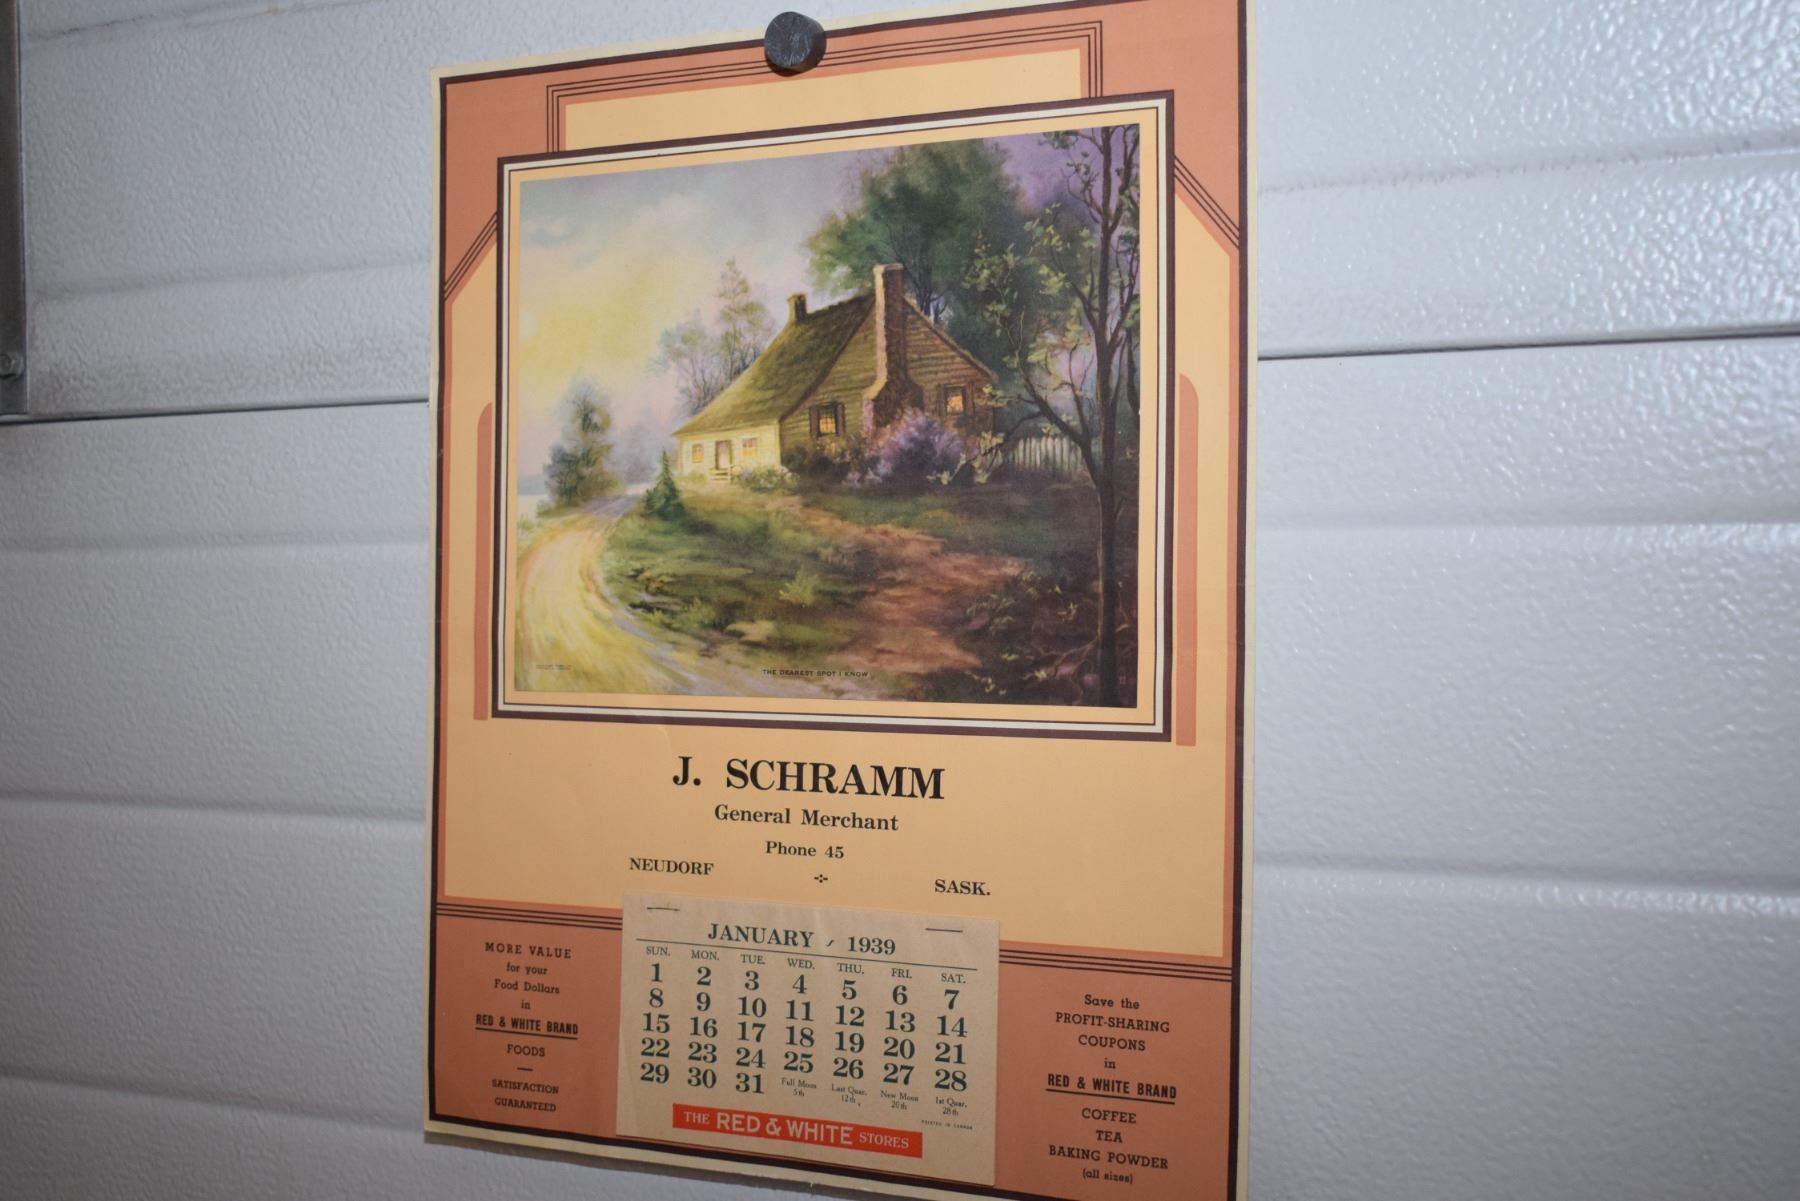 THE DEAREST SPOT I KNOW
J. SCHRAMM
General Merchant
Phone 45
NEUDORF SASK.
MORE VALUE
for your
Food Dollars
in
RED & WHITE BRAND
FOODS
SATISFACTION
GUARANTEED
JANUARY - 1939
SUN. MON. TUE. WED. THU. FRI. SAT.
1 2 3 4 5 6 7
8 9 10 11 12 13 14
15 16 17 18 19 20 21
22 23 24 25 26 27 28
29 30 31
Full Moon 5th Last Quar. 12th New Moon 20th 1st Quar. 28th
PRINTED IN CANADA
THE RED & WHITE STORES
Save the
PROFIT-SHARING
COUPONS
in
RED & WHITE BRAND
COFFEE
TEA
BAKING POWDER
(all sizes)